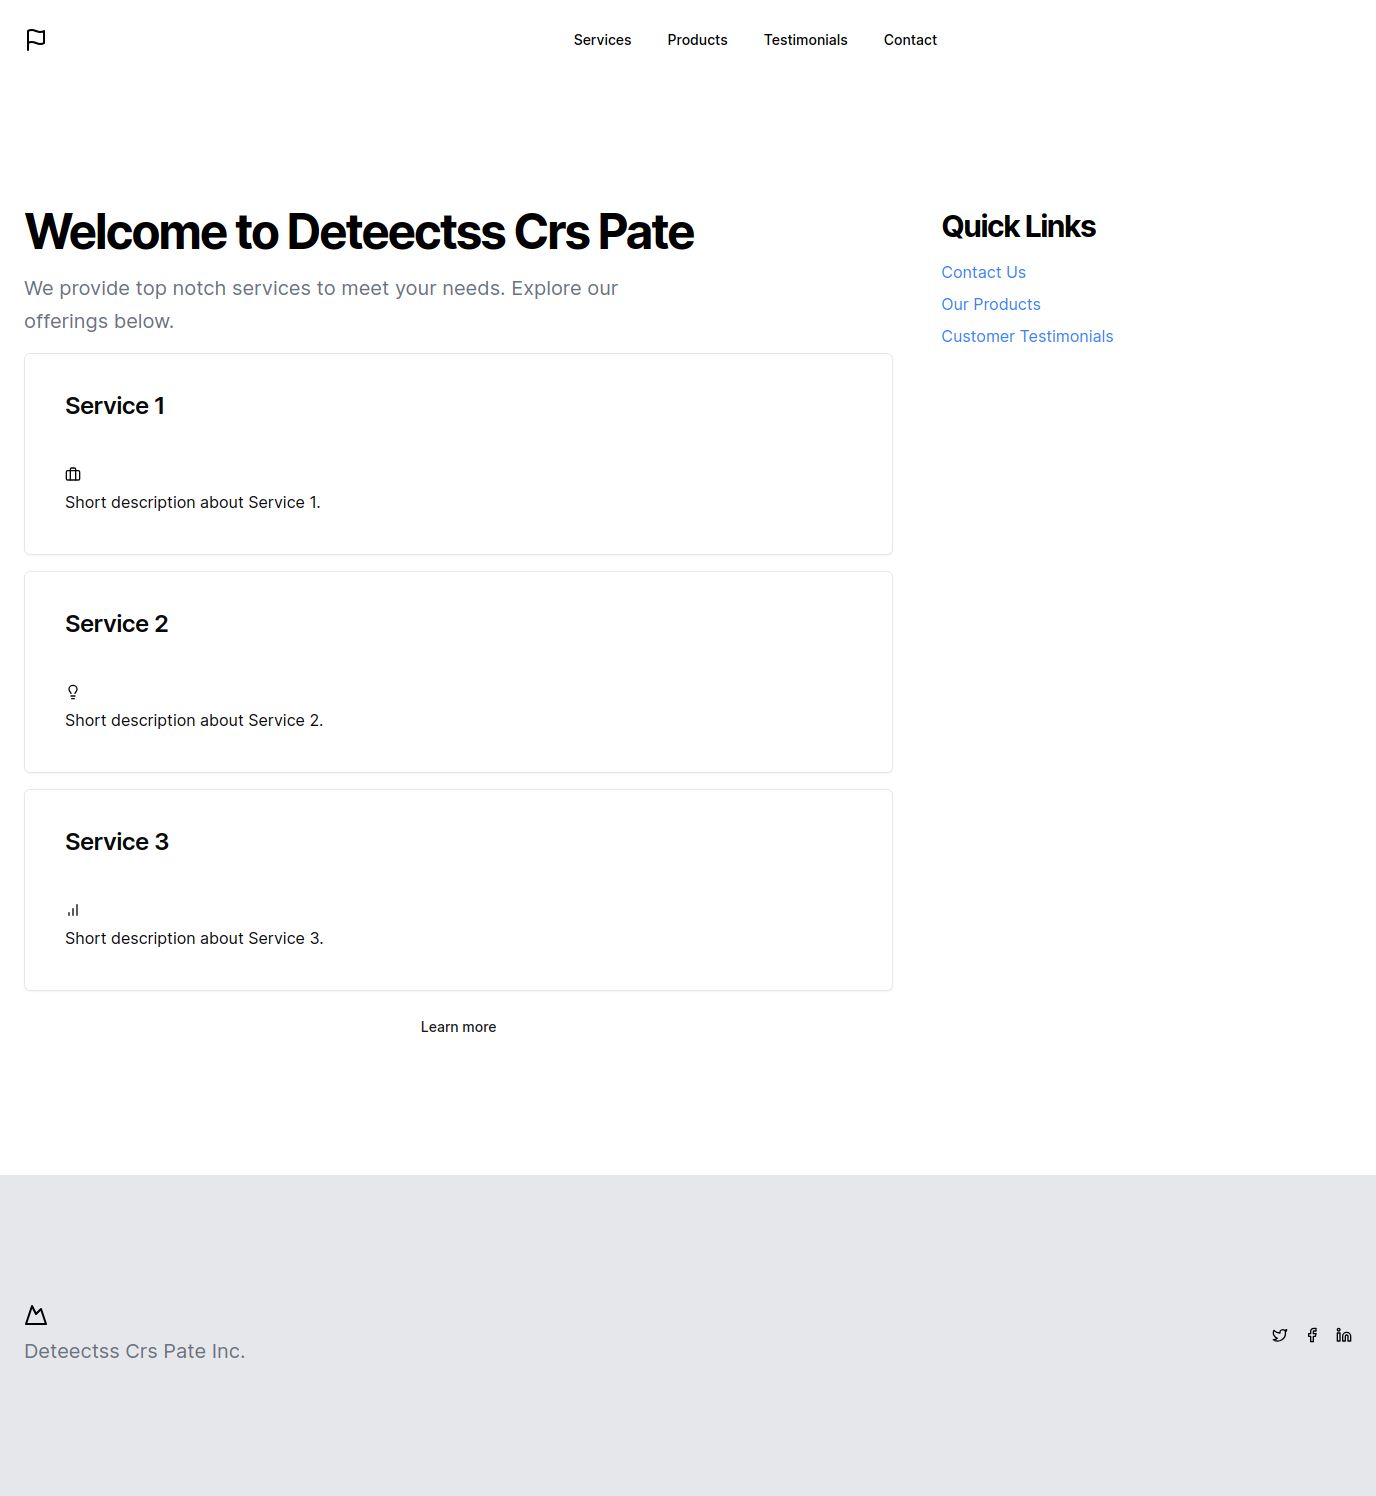 Services Products Testimonials Contact
Welcome to Deteectss Crs Pate
We provide top notch services to meet your needs. Explore our
offerings below.
Service 1
Short description about Service 1.
Service 2
Short description about Service 2.
Service 3
Short description about Service 3.
Learn more
Quick Links
Contact Us
Our Products
Customer Testimonials
Deteectss Crs Pate Inc.